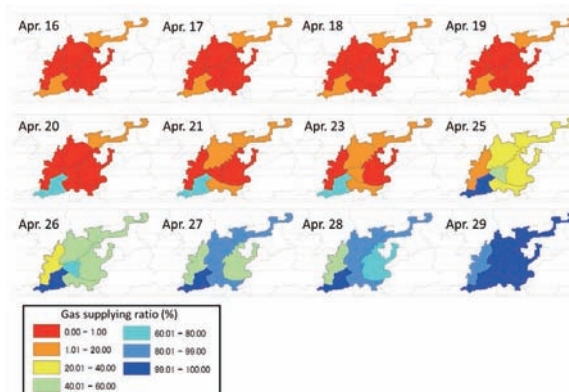 Apr. 16 Apr. 17 Apr. 18 Apr. 19
Apr. 20 Apr. 21 Apr. 23 Apr. 25
Apr. 26 Apr. 27 Apr. 28 Apr. 29
Gas supplying ratio (%)
0.00 – 1.00 60.01 – 80.00
1.01 – 20.00 80.01 – 99.00
20.01 – 40.00 99.01 – 100.00
40.01 – 60.00